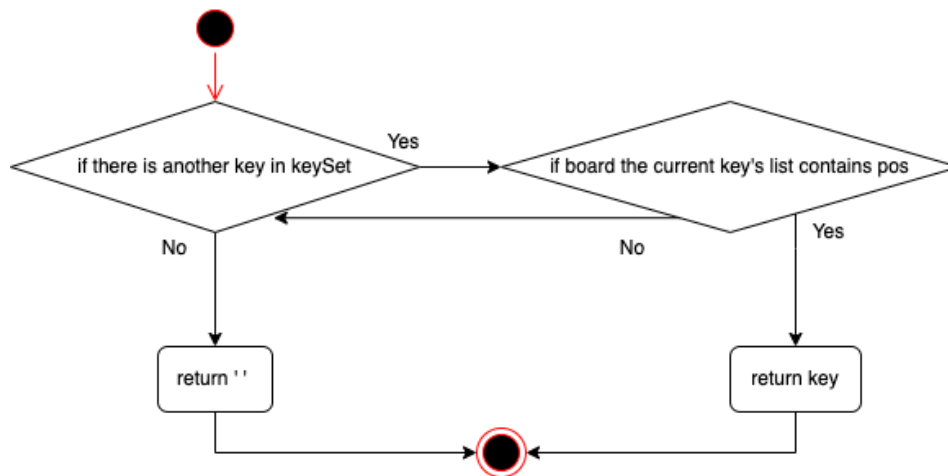 Yes
if there is another key in keySet
if board the current key's list contains pos
No
No
Yes
return ' '
return key